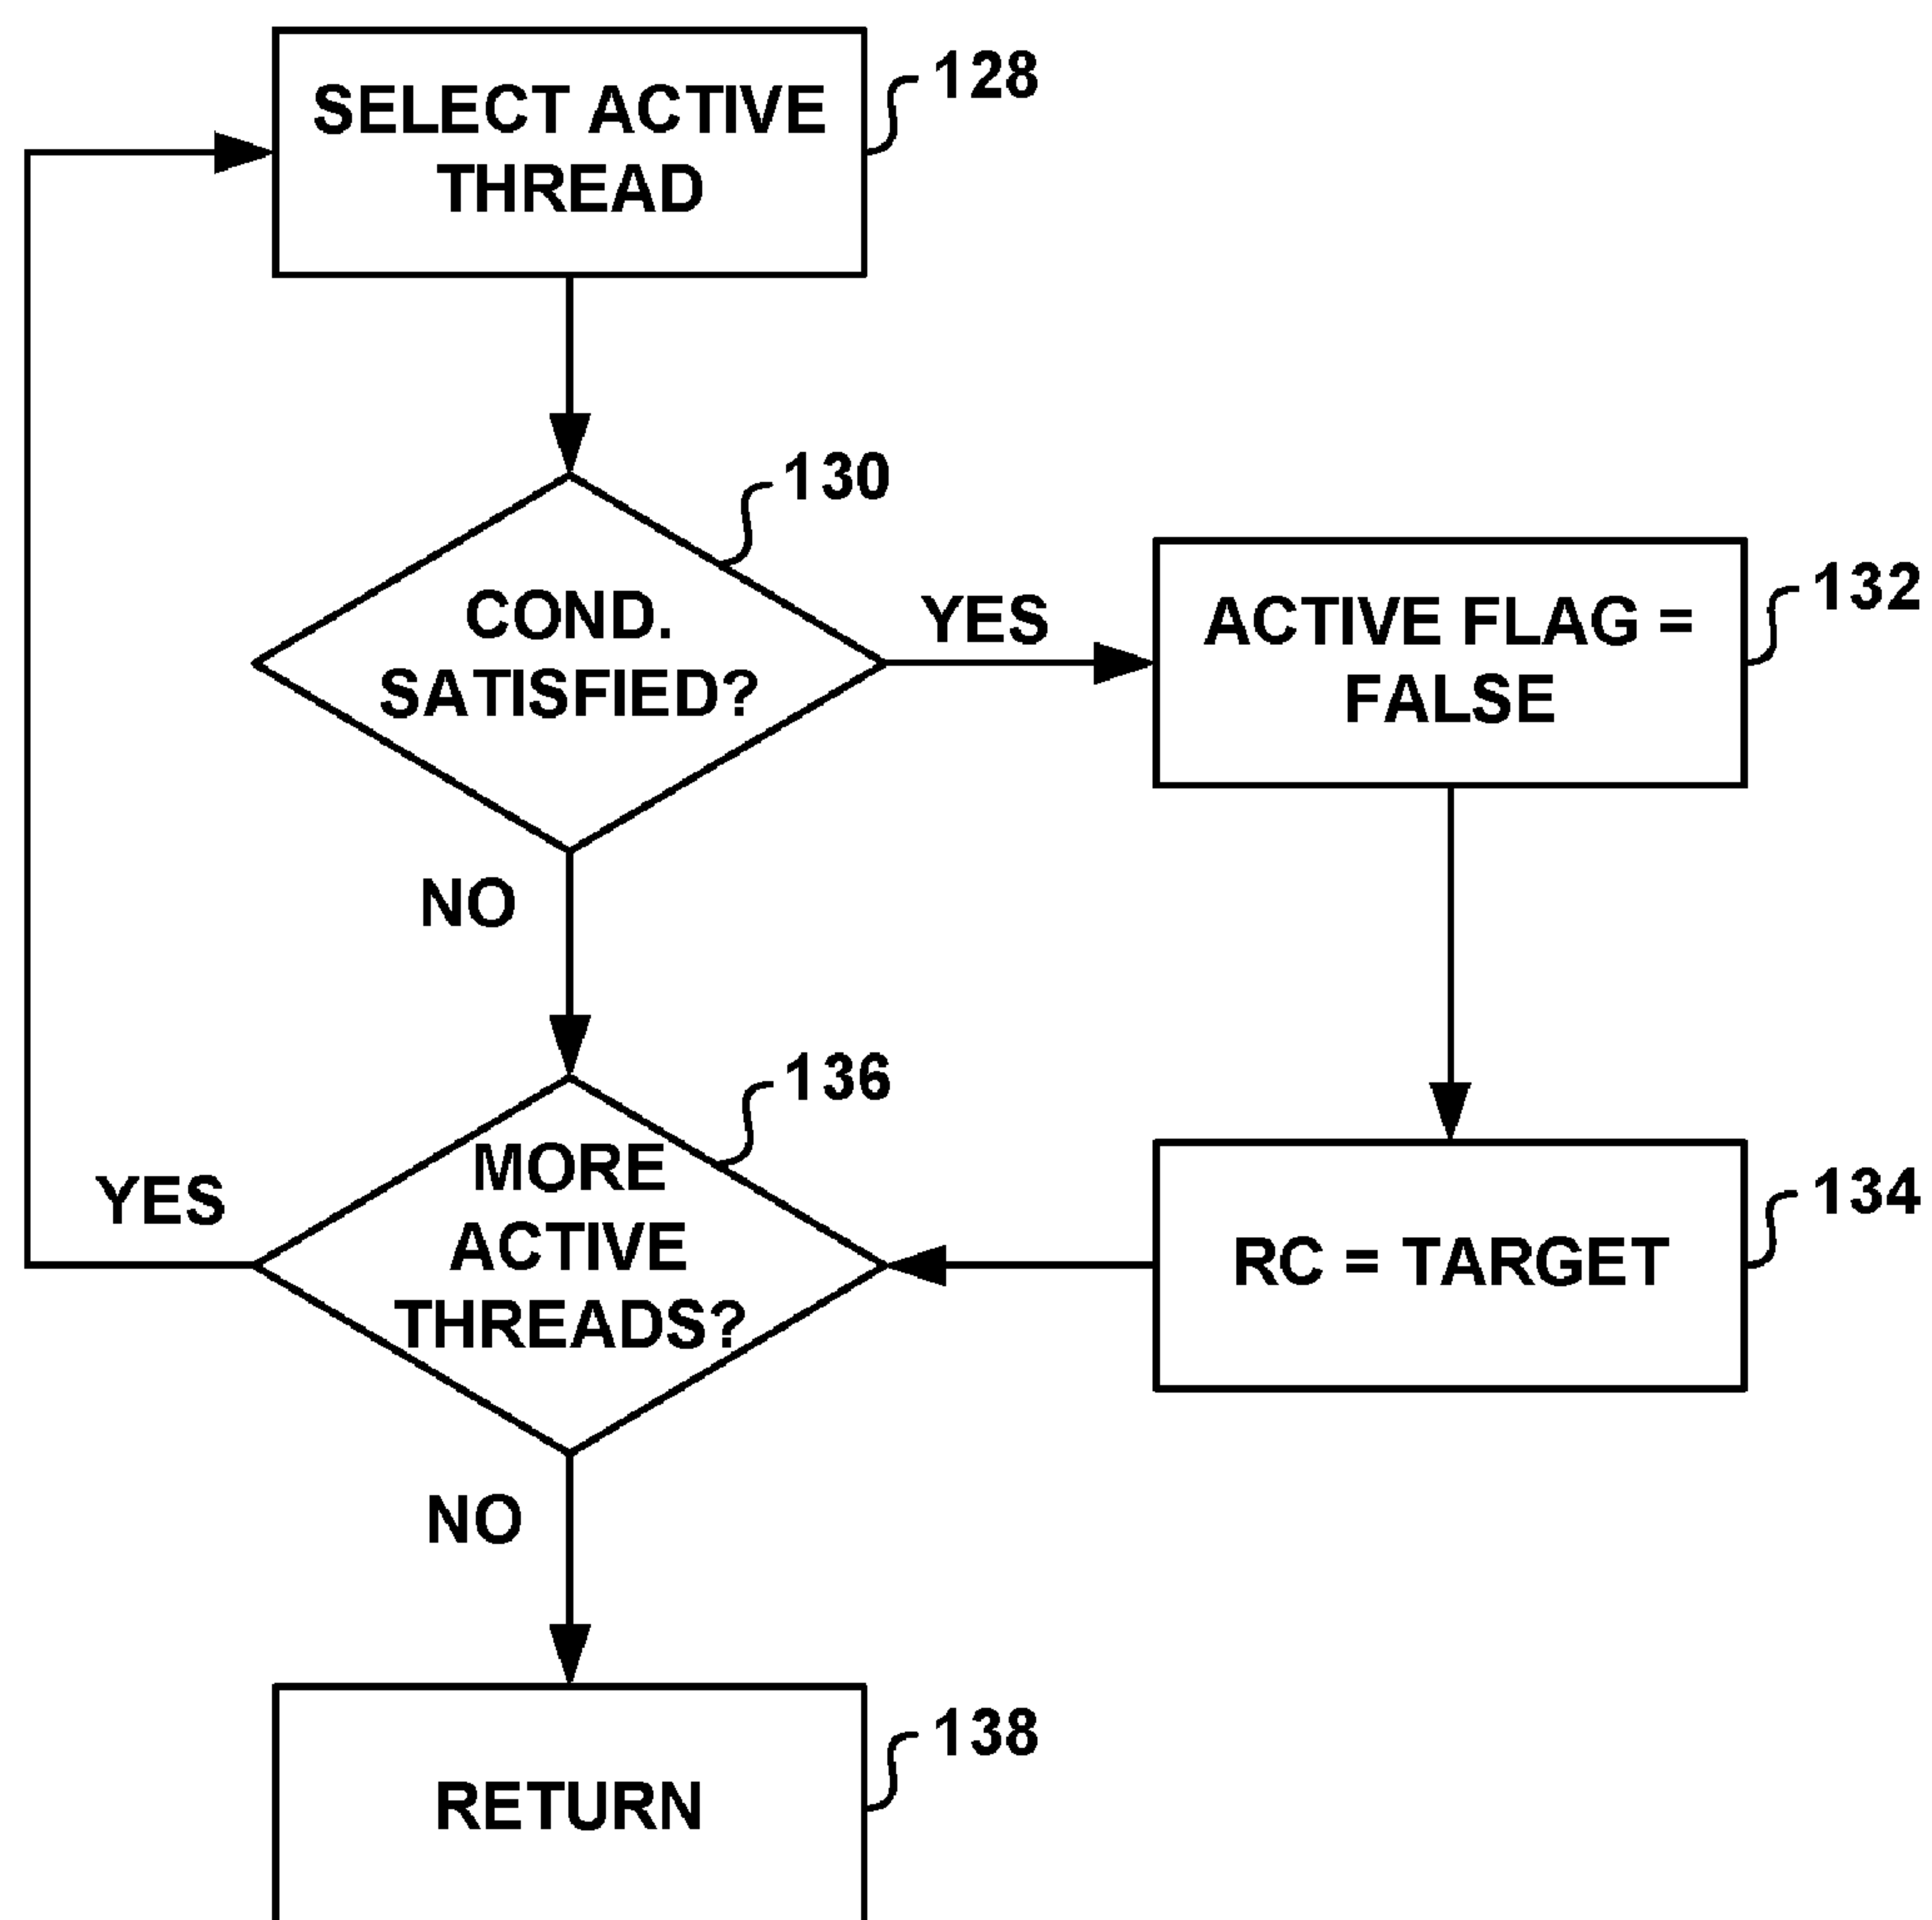 SELECT ACTIVE
THREAD
128
130
COND.
SATISFIED?
YES
ACTIVE FLAG =
FALSE
132
NO
136
MORE
ACTIVE
THREADS?
YES
RC = TARGET
134
NO
138
RETURN